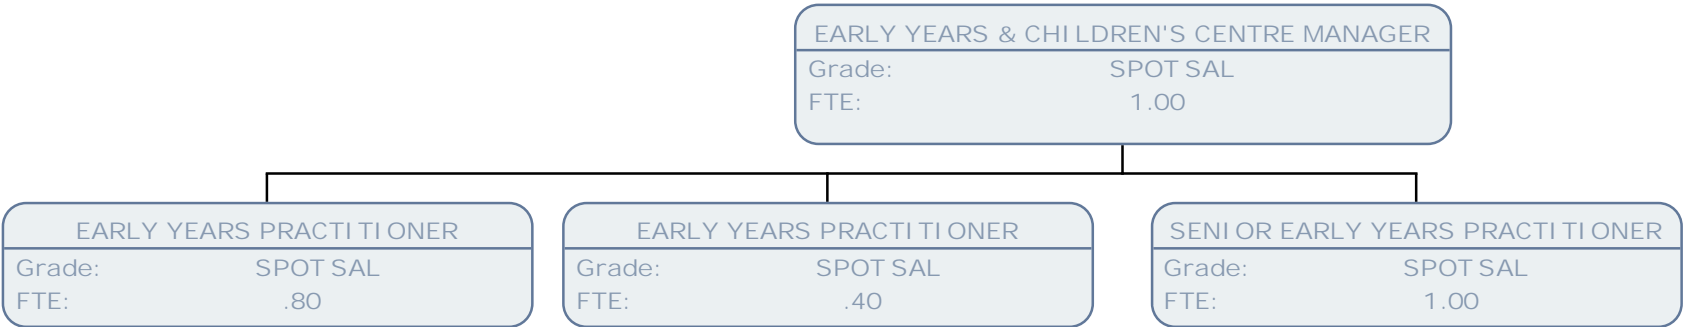 EARLY YEARS & CHILDREN'S CENTRE MANAGER
Grade: SPOT SAL
FTE: 1.00
EARLY YEARS PRACTITIONER
Grade: SPOT SAL
FTE: .80
EARLY YEARS PRACTITIONER
Grade: SPOT SAL
FTE: .40
SENIOR EARLY YEARS PRACTITIONER
Grade: SPOT SAL
FTE: 1.00